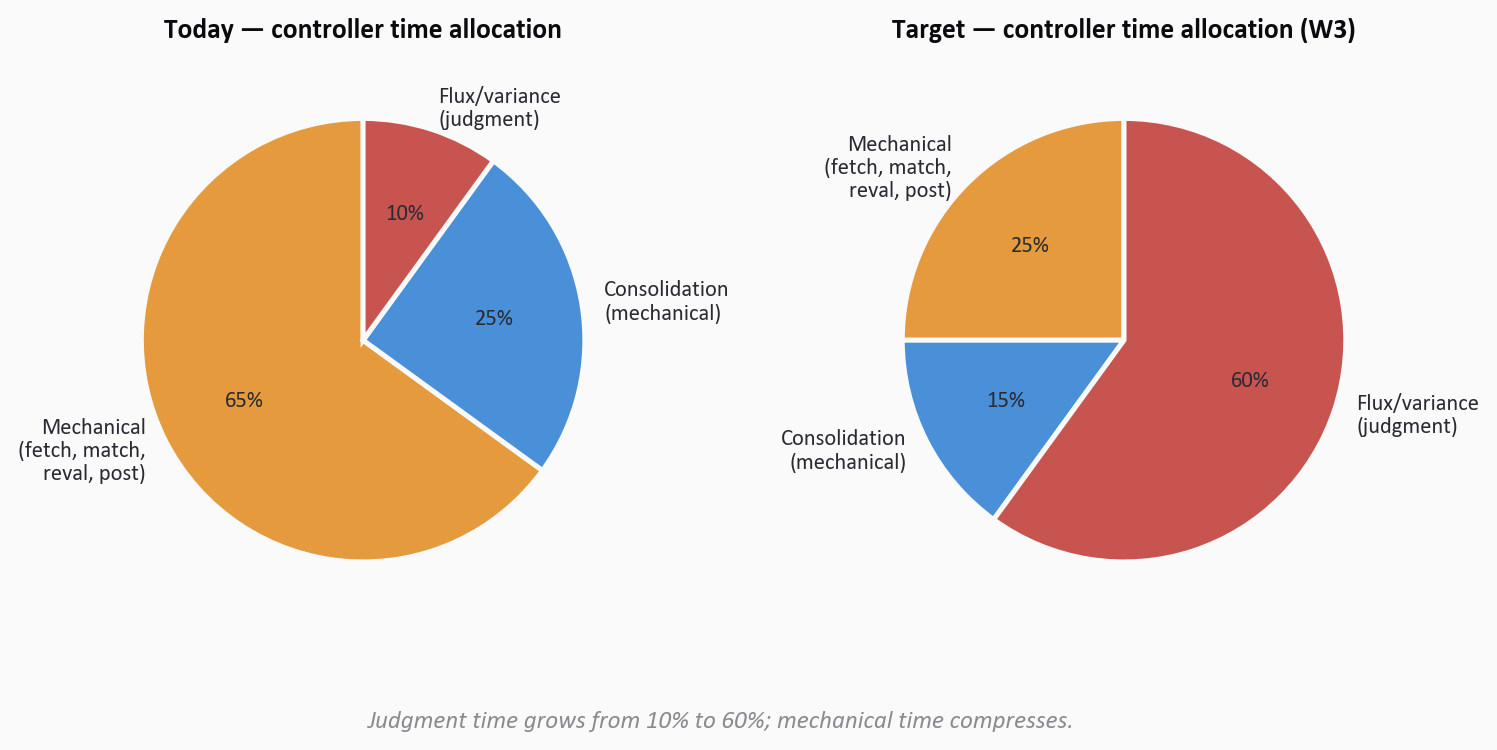 Today — controller time allocation
Flux/variance
(judgment)
10%
Consolidation
(mechanical)
25%
65%
Mechanical
(fetch, match,
reval, post)
Target — controller time allocation (W3)
Mechanical
(fetch, match,
reval, post)
25%
60%
15%
Flux/variance
(judgment)
Consolidation
(mechanical)
Judgment time grows from 10% to 60%; mechanical time compresses.